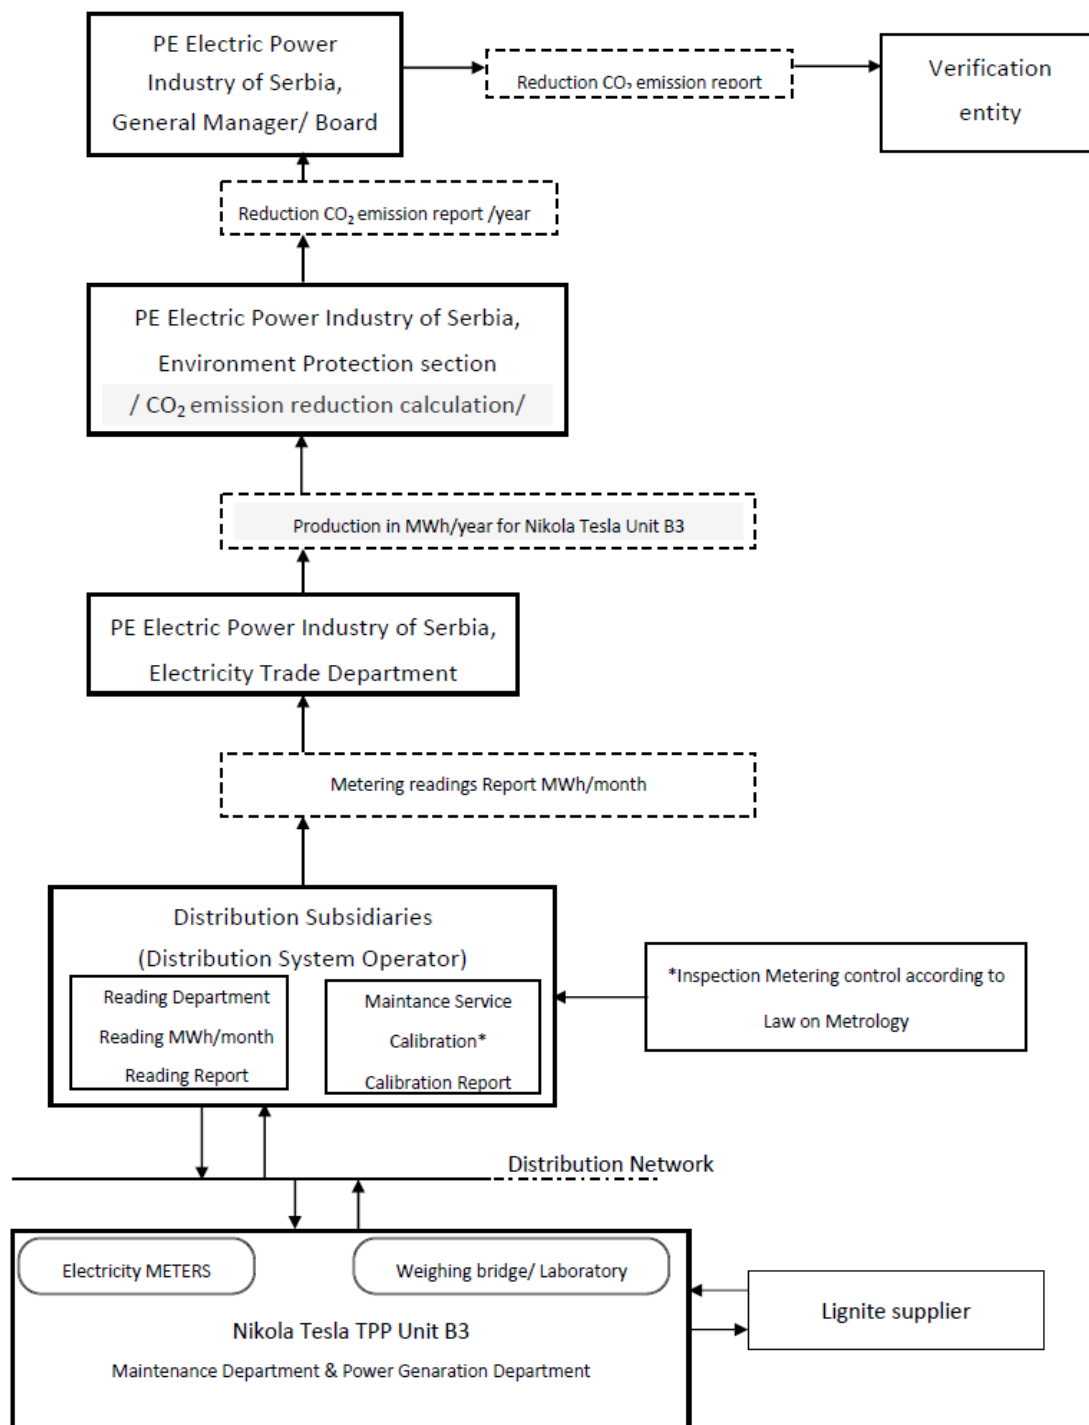 PE Electric Power
Industry of Serbia,
General Manager/ Board
Reduction CO₂ emission report
Verification
entity
Reduction CO₂ emission report /year
PE Electric Power Industry of Serbia,
Environment Protection section
/ CO₂ emission reduction calculation/
Production in MWh/year for Nikola Tesla Unit B3
PE Electric Power Industry of Serbia,
Electricity Trade Department
Metering readings Report MWh/month
Distribution Subsidiaries
(Distribution System Operator)
Reading Department
Reading MWh/month
Reading Report
Maintance Service
Calibration*
Calibration Report
*Inspection Metering control according to
Law on Metrology
Distribution Network
Electricity METERS
Weighing bridge/ Laboratory
Nikola Tesla TPP Unit B3
Maintenance Department & Power Genaration Department
Lignite supplier